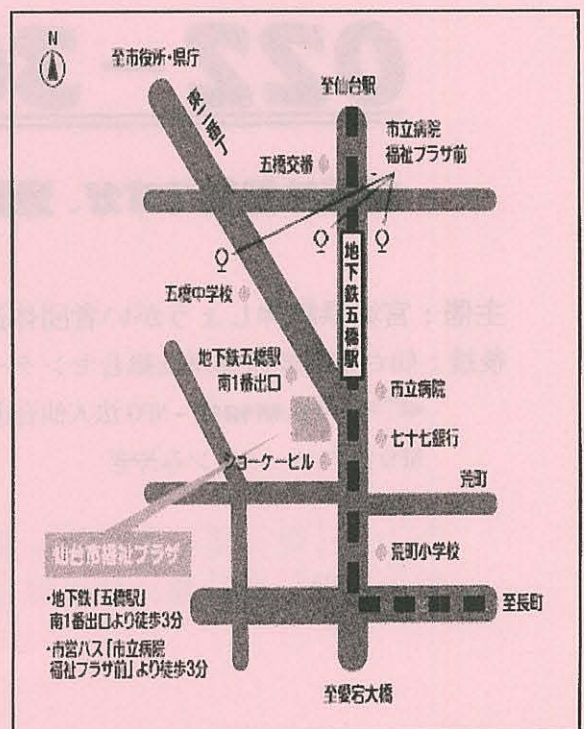 N
至市役所・県庁
至仙台駅
東二番丁
市立病院
福祉プラザ前
五橋交番
地下鉄五橋駅
五橋中学校
地下鉄五橋駅
南1番出口
市立病院
七十七銀行
ショーケービル
荒町
仙台市福祉プラザ
荒町小学校
・地下鉄「五橋駅」
南1番出口より徒歩3分
至長町
・市営バス「市立病院
福祉プラザ前」より徒歩3分
至愛宕大橋